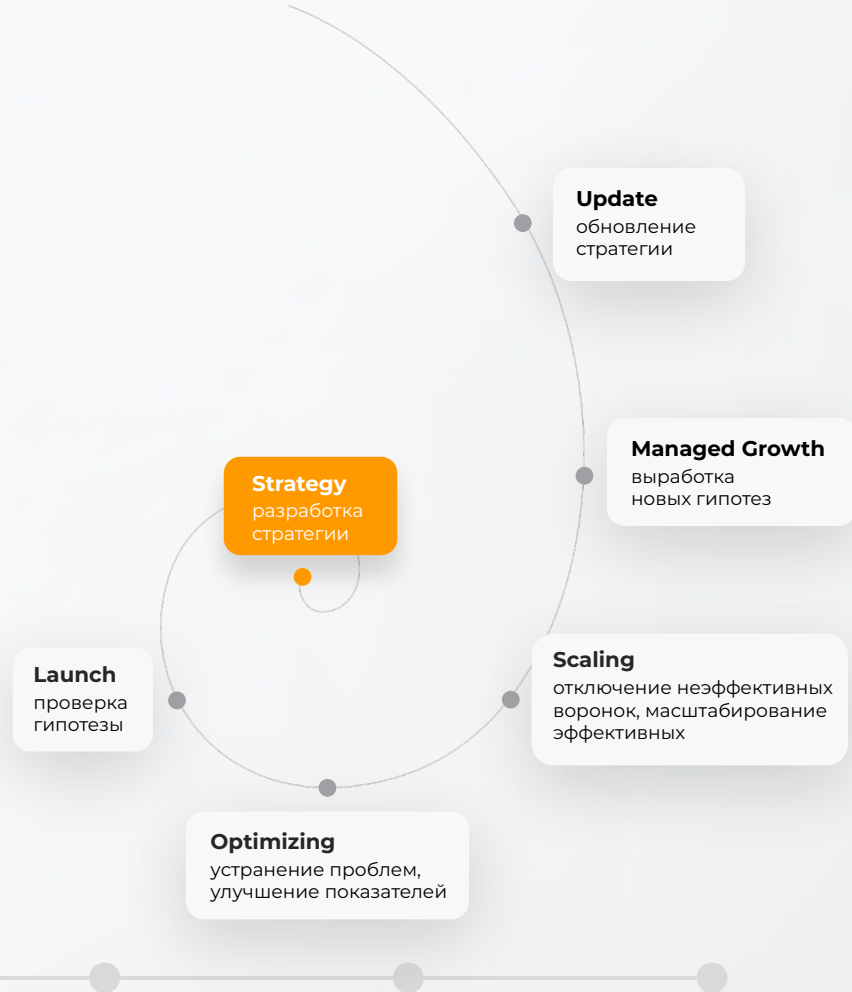 Update
обновление
стратегии
Managed Growth
выработка
новых гипотез
Strategy
разработка
стратегии
Scaling
отключение неэффективных
воронок, масштабирование
эффективных
Launch
проверка
гипотезы
Optimizing
устранение проблем,
улучшение показателей